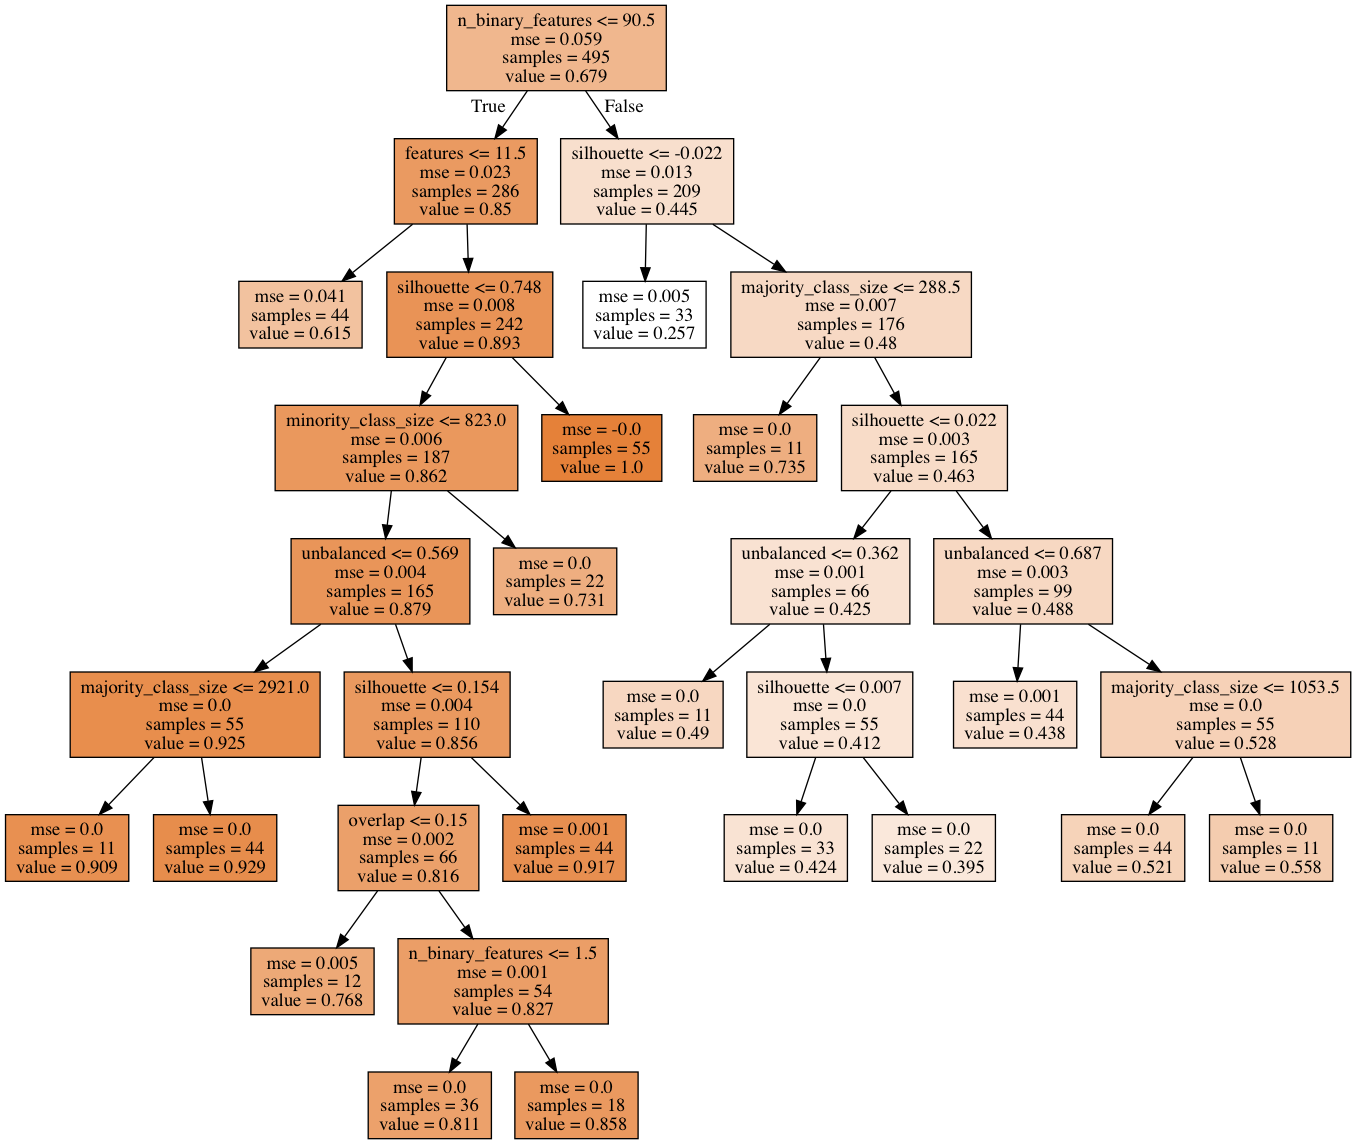 n_binary_features <= 90.5
mse = 0.059
samples = 495
value = 0.679
True
False
features <= 11.5
mse = 0.023
samples = 286
value = 0.85
silhouette <= -0.022
mse = 0.013
samples = 209
value = 0.445
mse = 0.041
samples = 44
value = 0.615
silhouette <= 0.748
mse = 0.008
samples = 242
value = 0.893
mse = 0.005
samples = 33
value = 0.257
majority_class_size <= 288.5
mse = 0.007
samples = 176
value = 0.48
minority_class_size <= 823.0
mse = 0.006
samples = 187
value = 0.862
mse = -0.0
samples = 55
value = 1.0
mse = 0.0
samples = 11
value = 0.735
silhouette <= 0.022
mse = 0.003
samples = 165
value = 0.463
unbalanced <= 0.569
mse = 0.004
samples = 165
value = 0.879
mse = 0.0
samples = 22
value = 0.731
unbalanced <= 0.362
mse = 0.001
samples = 66
value = 0.425
unbalanced <= 0.687
mse = 0.003
samples = 99
value = 0.488
majority_class_size <= 2921.0
mse = 0.0
samples = 55
value = 0.925
silhouette <= 0.154
mse = 0.004
samples = 110
value = 0.856
mse = 0.0
samples = 11
value = 0.49
silhouette <= 0.007
mse = 0.0
samples = 55
value = 0.412
mse = 0.001
samples = 44
value = 0.438
majority_class_size <= 1053.5
mse = 0.0
samples = 55
value = 0.528
mse = 0.0
samples = 11
value = 0.909
mse = 0.0
samples = 44
value = 0.929
overlap <= 0.15
mse = 0.002
samples = 66
value = 0.816
mse = 0.001
samples = 44
value = 0.917
mse = 0.0
samples = 33
value = 0.424
mse = 0.0
samples = 22
value = 0.395
mse = 0.0
samples = 44
value = 0.521
mse = 0.0
samples = 11
value = 0.558
mse = 0.005
samples = 12
value = 0.768
n_binary_features <= 1.5
mse = 0.001
samples = 54
value = 0.827
mse = 0.0
samples = 36
value = 0.811
mse = 0.0
samples = 18
value = 0.858